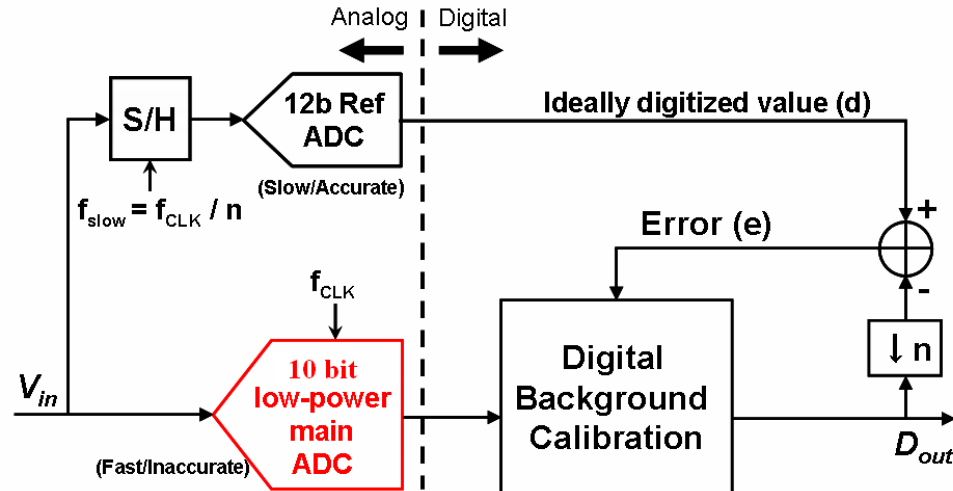 Analog
Digital
S/H
12b Ref
ADC
Ideally digitized value (d)
(Slow/Accurate)
f_slow = f_CLK / n
+
Error (e)
-
f_CLK
↓ n
10 bit
low-power
main
ADC
Digital
Background
Calibration
V_in
(Fast/Inaccurate)
D_out